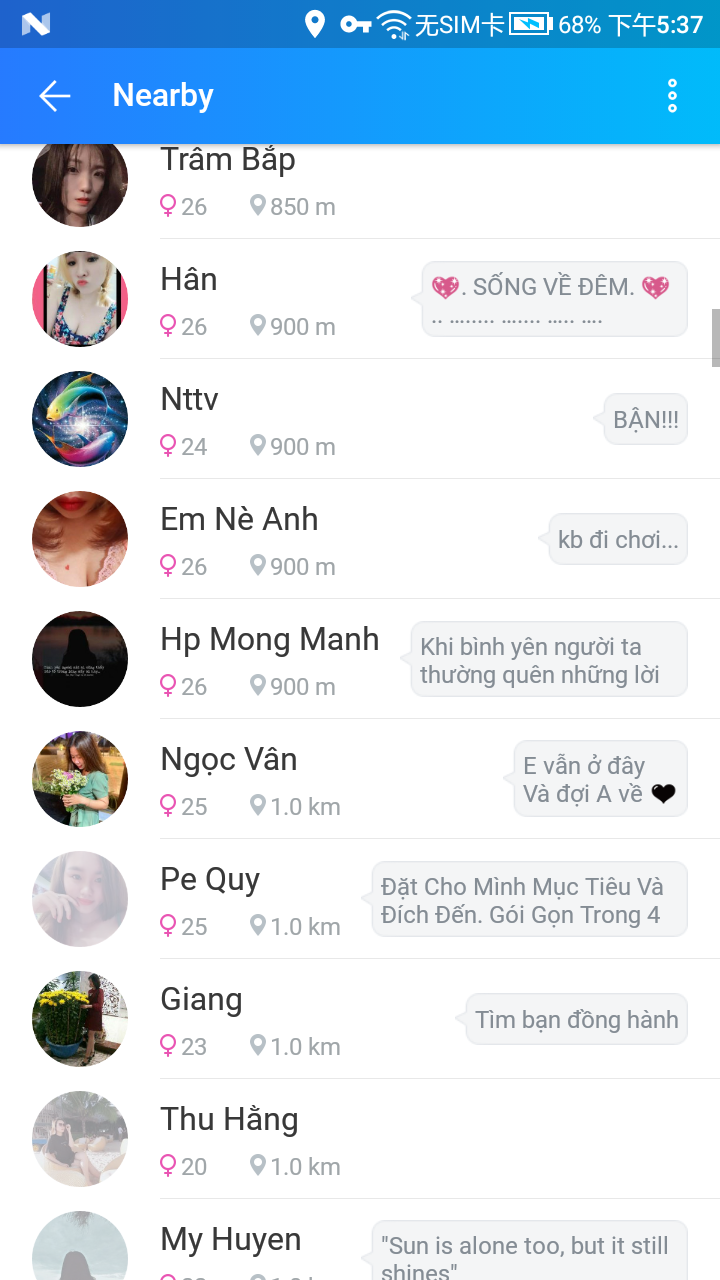 无SIM卡 68% 下午5:37
Nearby
Trâm Bắp
26 850 m
Hân
. SỐNG VỀ ĐÊM.
.. ........ ....... ..... ....
26 900 m
Nttv
BẬN!!!
24 900 m
Em Nè Anh
kb đi chơi...
26 900 m
Hp Mong Manh
Khi bình yên người ta
thường quên những lời
26 900 m
Ngọc Vân
E vẫn ở đây
Và đợi A về 🖤
25 1.0 km
Pe Quy
Đặt Cho Mình Mục Tiêu Và
Đích Đến. Gói Gọn Trong 4
25 1.0 km
Giang
Tìm bạn đồng hành
23 1.0 km
Thu Hằng
20 1.0 km
My Huyen
"Sun is alone too, but it still
shines"